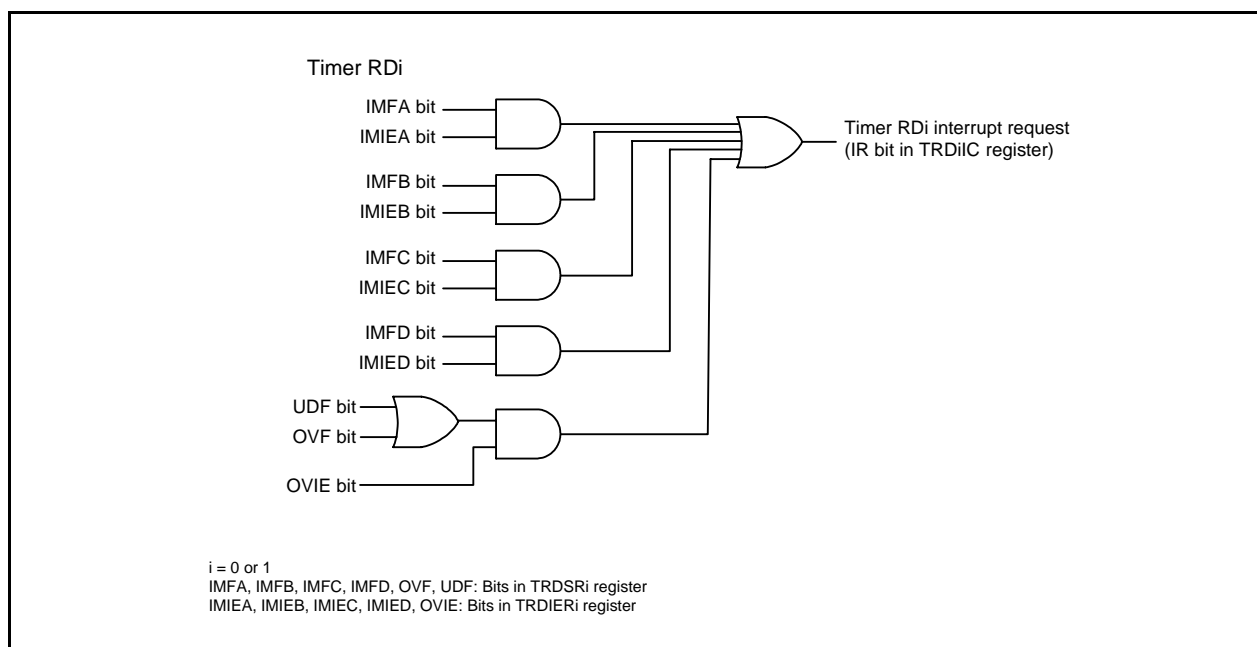 Timer RDi
IMFA bit
IMIEA bit
IMFB bit
IMIEB bit
IMFC bit
IMIEC bit
IMFD bit
IMIED bit
UDF bit
OVF bit
OVIE bit
Timer RDi interrupt request
(IR bit in TRDiIC register)
i = 0 or 1
IMFA, IMFB, IMFC, IMFD, OVF, UDF: Bits in TRDSRi register
IMIEA, IMIEB, IMIEC, IMIED, OVIE: Bits in TRDIERi register